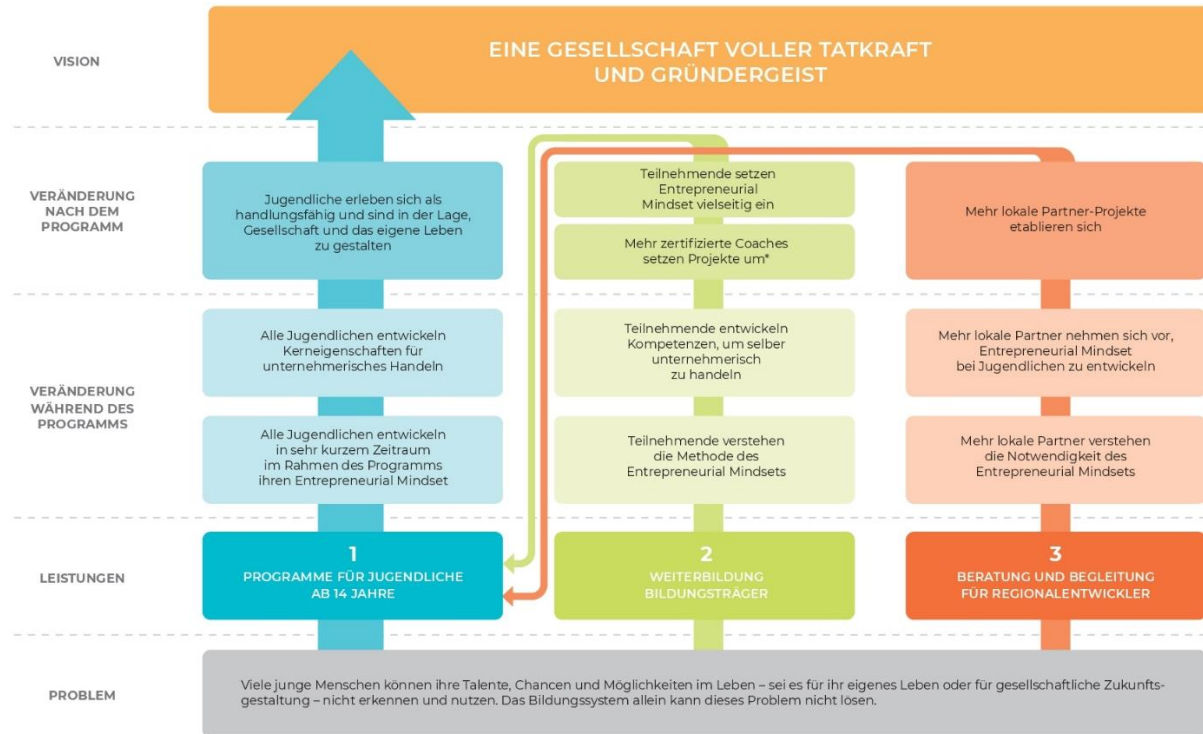 VISION
EINE GESELLSCHAFT VOLLER TATKRAFT
UND GRÜNDERGEIST
VERÄNDERUNG
NACH DEM
PROGRAMM
Jugendliche erleben sich als
handlungsfähig und sind in der Lage,
Gesellschaft und das eigene Leben
zu gestalten
Teilnehmende setzen
Entrepreneurial
Mindset vielseitig ein
Mehr zertifizierte Coaches
setzen Projekte um*
Mehr lokale Partner-Projekte
etablieren sich
VERÄNDERUNG
WÄHREND DES
PROGRAMMS
Alle Jugendlichen entwickeln
Kerneigenschaften für
unternehmerisches Handeln
Teilnehmende entwickeln
Kompetenzen, um selber
unternehmerisch
zu handeln
Mehr lokale Partner nehmen sich vor,
Entrepreneurial Mindset
bei Jugendlichen zu entwickeln
Alle Jugendlichen entwickeln
in sehr kurzem Zeitraum
im Rahmen des Programms
ihren Entrepreneurial Mindset
Teilnehmende verstehen
die Methode des
Entrepreneurial Mindsets
Mehr lokale Partner verstehen
die Notwendigkeit des
Entrepreneurial Mindsets
LEISTUNGEN
1
PROGRAMME FÜR JUGENDLICHE
AB 14 JAHRE
2
WEITERBILDUNG
BILDUNGSTRÄGER
3
BERATUNG UND BEGLEITUNG
FÜR REGIONALENTWICKLER
PROBLEM
Viele junge Menschen können ihre Talente, Chancen und Möglichkeiten im Leben – sei es für ihr eigenes Leben oder für gesellschaftliche Zukunfts-
gestaltung – nicht erkennen und nutzen. Das Bildungssystem allein kann dieses Problem nicht lösen.